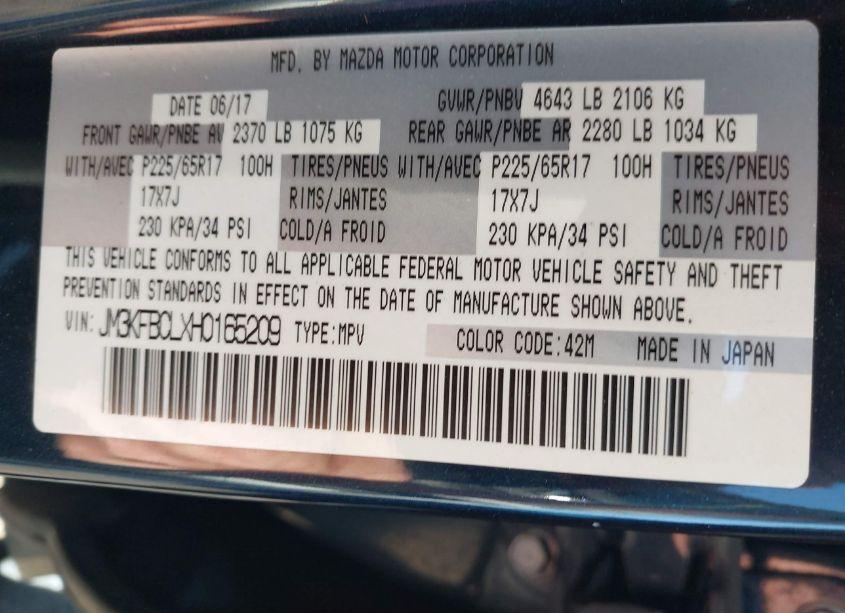 MFD. BY MAZDA MOTOR CORPORATION
DATE 06/17 GVWR/PNBV 4643 LB 2106 KG
FRONT GAWR/PNBE AV 2370 LB 1075 KG REAR GAWR/PNBE AR 2280 LB 1034 KG
WITH/AVEC P225/65R17 100H TIRES/PNEUS WITH/AVEC P225/65R17 100H TIRES/PNEUS
17X7J RIMS/JANTES 17X7J RIMS/JANTES
230 KPA/34 PSI COLD/A FROID 230 KPA/34 PSI COLD/A FROID
THIS VEHICLE CONFORMS TO ALL APPLICABLE FEDERAL MOTOR VEHICLE SAFETY AND THEFT
PREVENTION STANDARDS IN EFFECT ON THE DATE OF MANUFACTURE SHOWN ABOVE.
VIN: JM3KFBCLXH0165209 TYPE:MPV COLOR CODE:42M MADE IN JAPAN